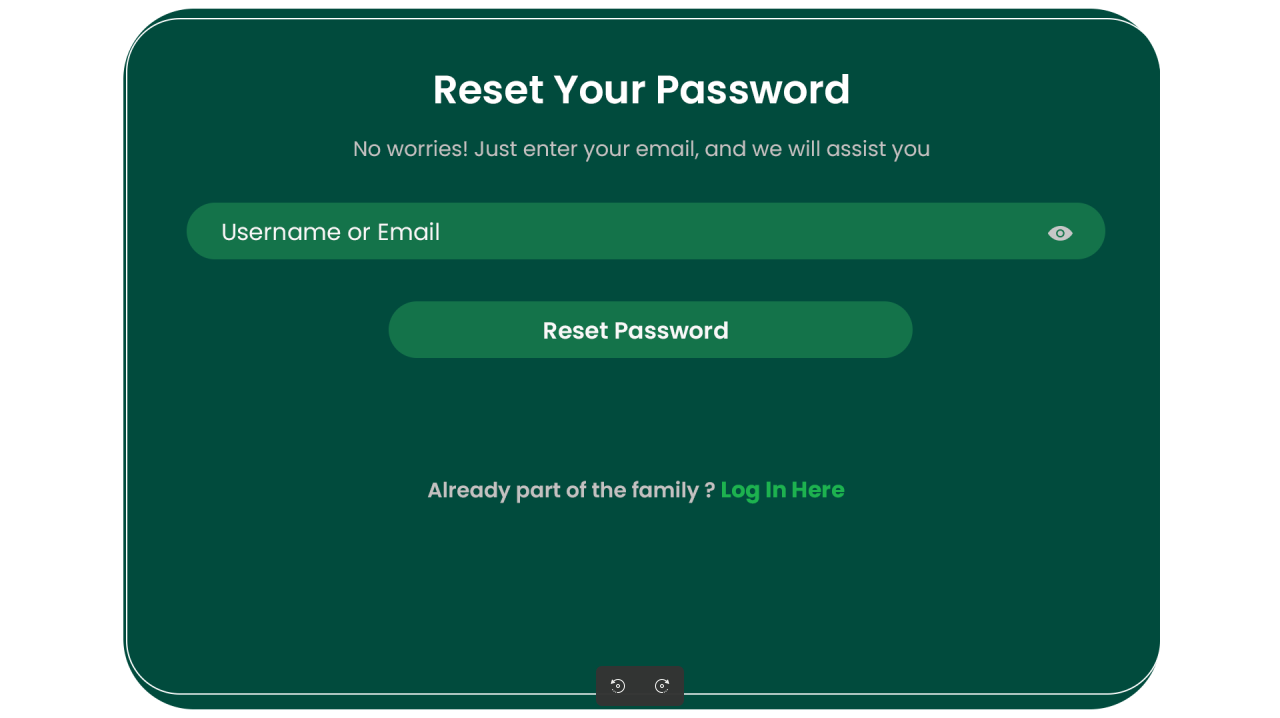 Reset Your Password
No worries! Just enter your email, and we will assist you
Username or Email
Reset Password
Already part of the family ? Log In Here